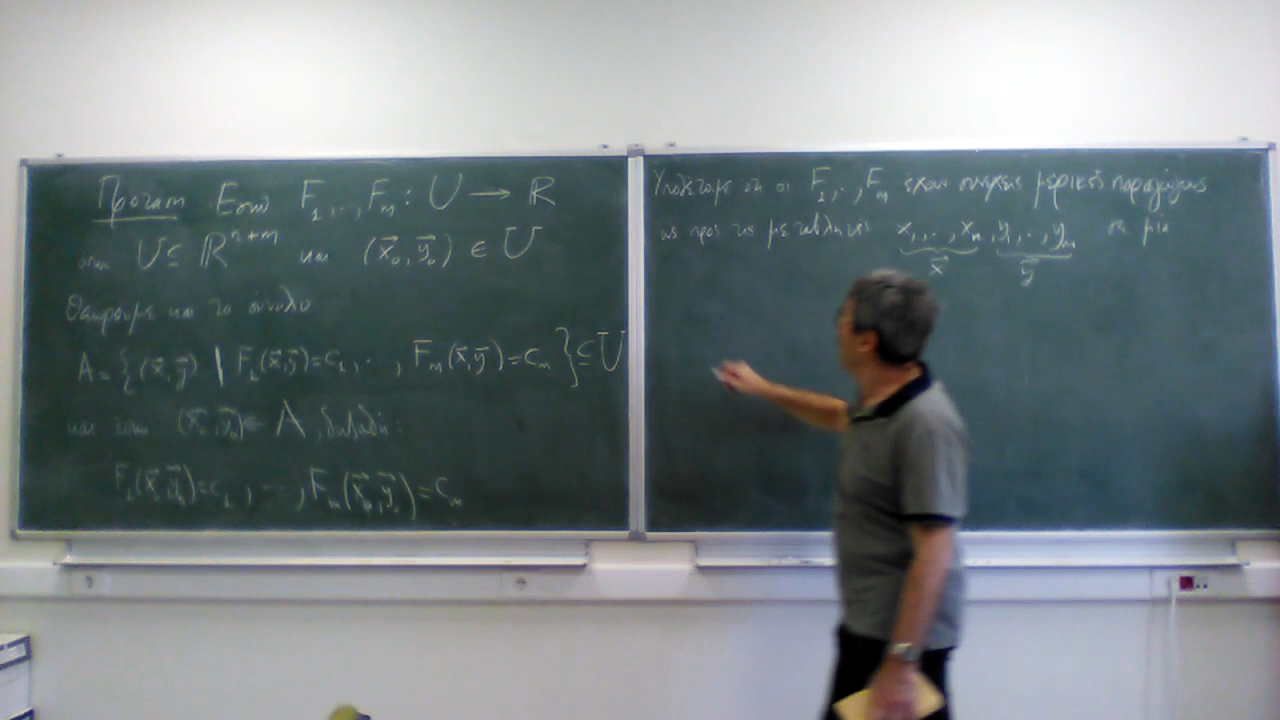 Πρόταση Έστω F₁,..,Fₘ : U → ℝ
όπου U ⊆ ℝⁿ⁺ᵐ και (x⃗₀, y⃗₀) ∈ U
Θεωρούμε και το σύνολο
A = {(x⃗,y⃗) | F₁(x⃗,y⃗)=c₁,.. , Fₘ(x⃗,y⃗)=cₘ} ⊆ U
και έστω (x⃗₀,y⃗₀) ∈ A, δηλαδή:
F₁(x⃗₀,y⃗₀)=c₁, ..., Fₘ(x⃗₀,y⃗₀)=cₘ
Υποθέτουμε ότι οι F₁,..,Fₘ έχουν συνεχείς μερικές παραγώγους
ως προς τις μεταβλητές x₁,..,xₙ,y₁,..,yₘ σε μία
x⃗ y⃗